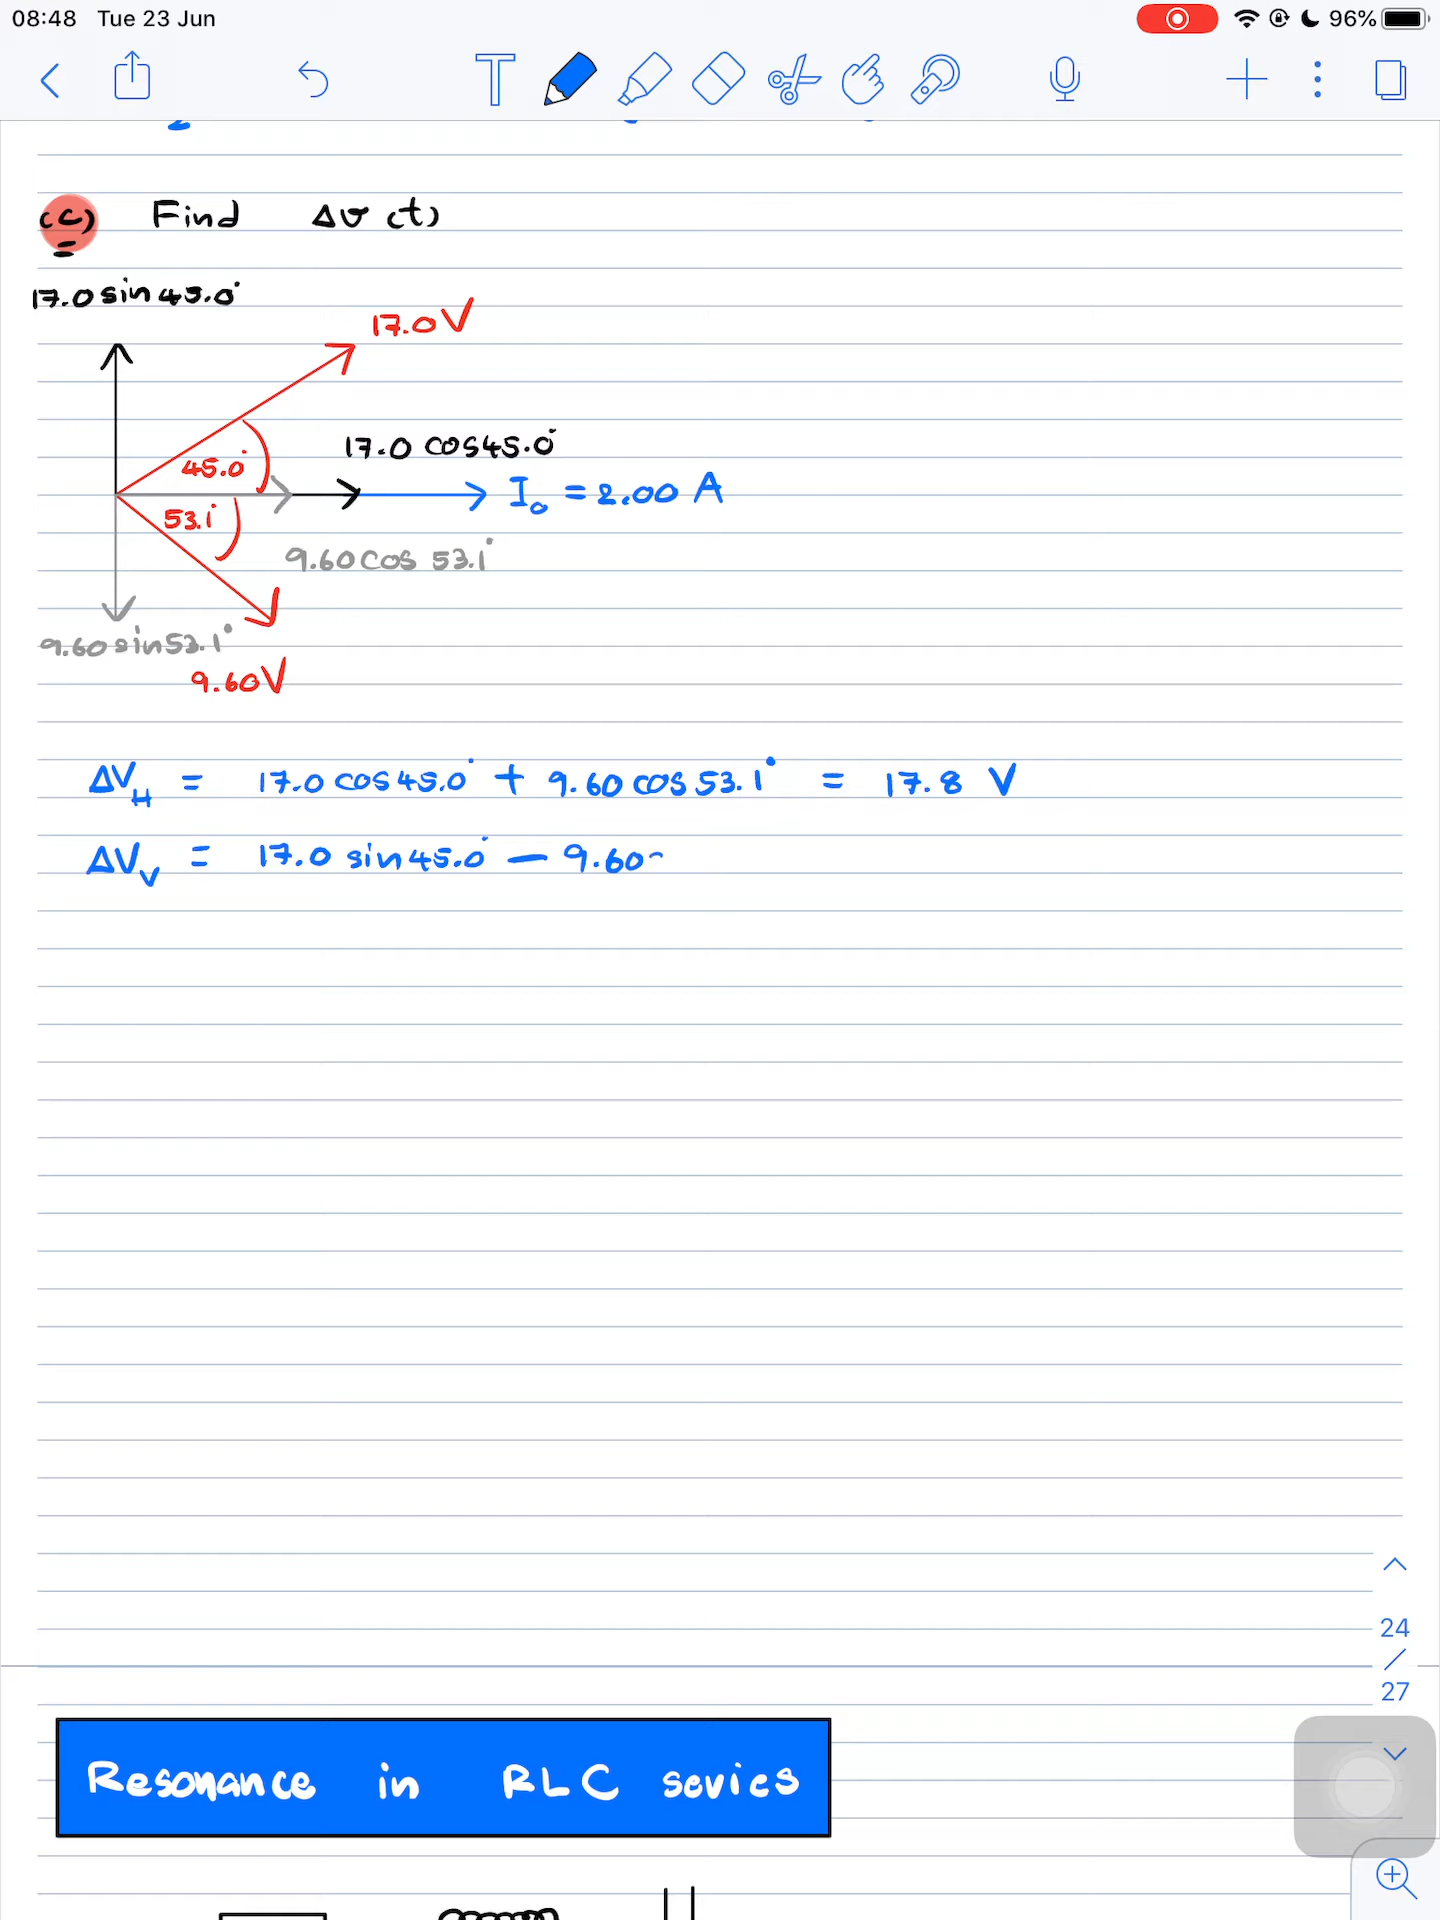 08:48 Tue 23 Jun 96%
T
(c) Find Δv (t)
17.0 sin 45.0°
17.0 V
17.0 cos 45.0°
45.0°
I₀ = 2.00 A
53.1°
9.60 cos 53.1°
9.60 sin 53.1°
9.60 V
ΔV_H = 17.0 cos 45.0° + 9.60 cos 53.1° = 17.8 V
ΔV_V = 17.0 sin 45.0° − 9.60
24
/
27
Resonance in RLC series